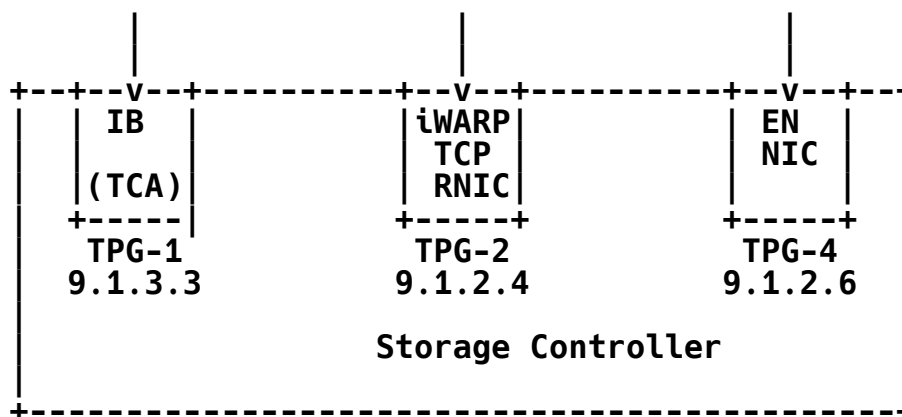 IB iWARP EN
TCP NIC
(TCA) RNIC
TPG-1 TPG-2 TPG-4
9.1.3.3 9.1.2.4 9.1.2.6
Storage Controller